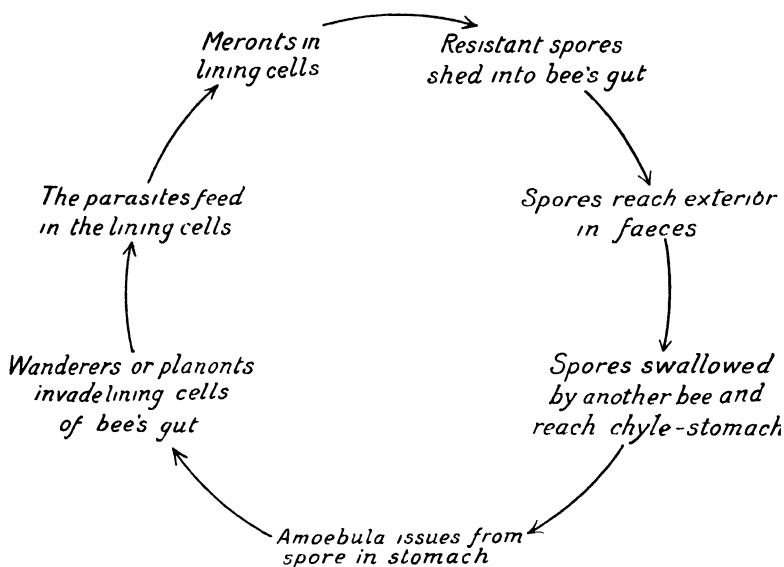 Meronts in
lining cells
Resistant spores
shed into bee's gut
Spores reach exterior
in faeces
Spores swallowed
by another bee and
reach chyle-stomach
Amoebula issues from
spore in stomach
Wanderers or planonts
invade lining cells
of bee's gut
The parasites feed
in the lining cells